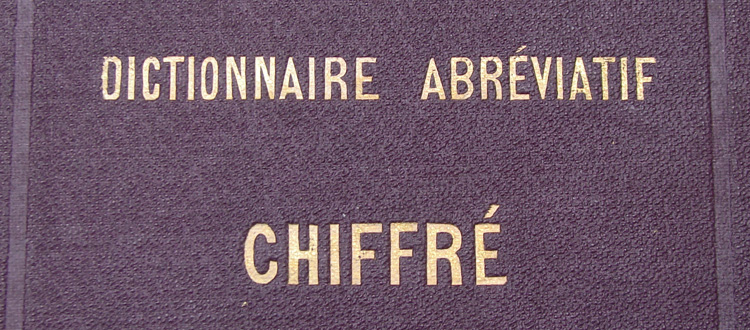 DICTIONNAIRE ABRÉVIATIF
CHIFFRÉ